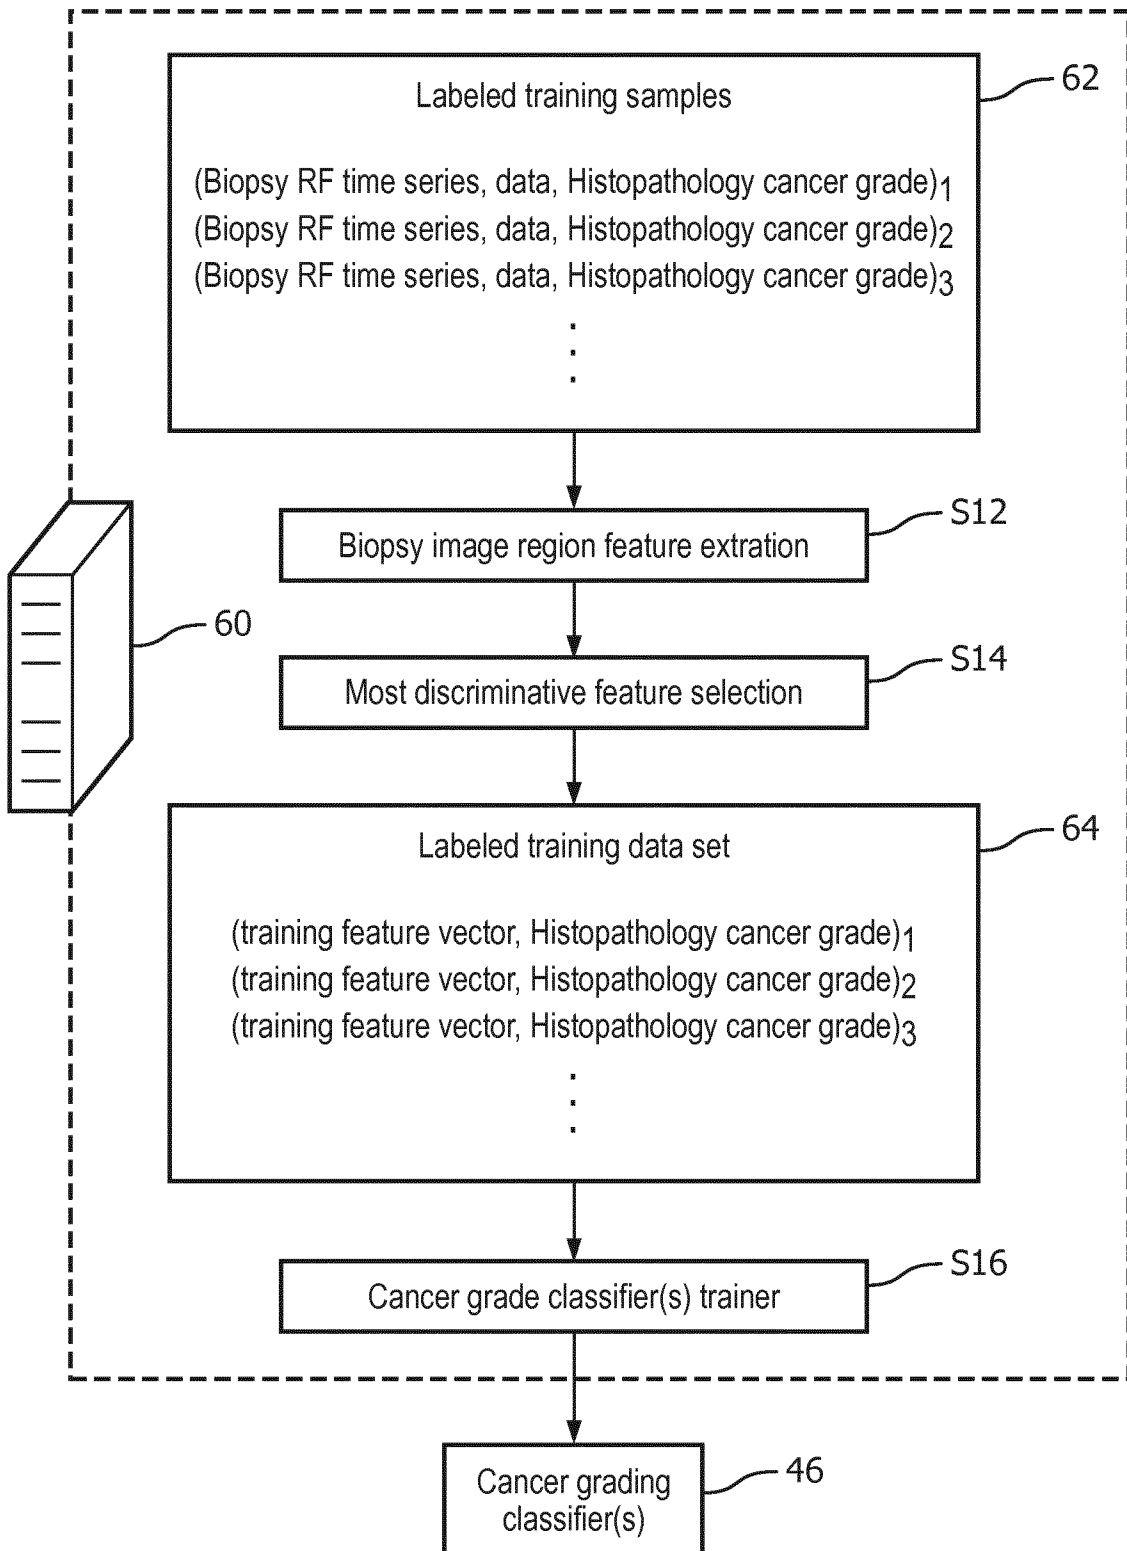 Labeled training samples
62
(Biopsy RF time series, data, Histopathology cancer grade)1
(Biopsy RF time series, data, Histopathology cancer grade)2
(Biopsy RF time series, data, Histopathology cancer grade)3
S12
Biopsy image region feature extration
60
S14
Most discriminative feature selection
64
Labeled training data set
(training feature vector, Histopathology cancer grade)1
(training feature vector, Histopathology cancer grade)2
(training feature vector, Histopathology cancer grade)3
S16
Cancer grade classifier(s) trainer
46
Cancer grading
classifier(s)